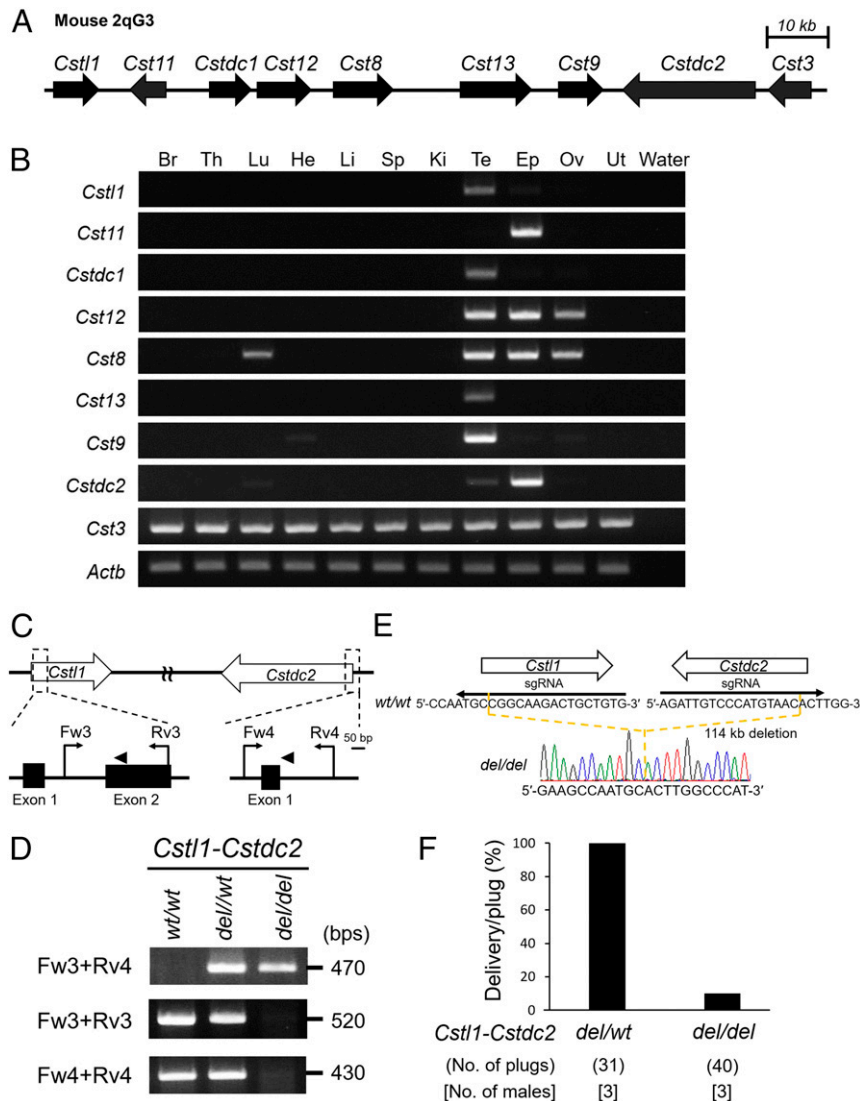 A
Mouse 2qG3
10 kb
Cstl1 Cst11 Cstdc1 Cst12 Cst8 Cst13 Cst9 Cstdc2 Cst3
B
Br Th Lu He Li Sp Ki Te Ep Ov Ut Water
Cstl1
Cst11
Cstdc1
Cst12
Cst8
Cst13
Cst9
Cstdc2
Cst3
Actb
C
Cstl1
Cstdc2
Fw3 Rv3 Fw4 Rv4 50 bp
Exon 1 Exon 2 Exon 1
E
Cstl1 Cstdc2
sgRNA sgRNA
wt/wt 5'-CCAATGCCGGCAAGACTGCTGTG-3' 5'-AGATTGTCCCATGTAACACTTGG-3
114 kb deletion
del/del
5'-GAAGCCAATGCACTTGGCCCAT-3'
D
Cstl1-Cstdc2
wt/wt del//wt del/del
(bps)
Fw3+Rv4 470
Fw3+Rv3 520
Fw4+Rv4 430
F
Delivery/plug (%)
100
80
60
40
20
0
Cstl1-Cstdc2 del/wt del/del
(No. of plugs) (31) (40)
[No. of males] [3] [3]